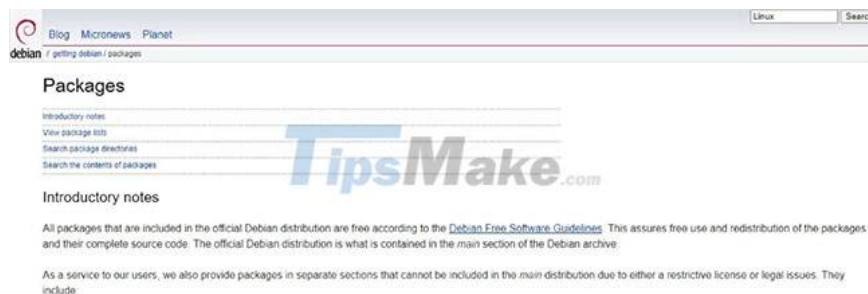 Linux
Searc
Blog Micronews Planet
debian / getting debian / packages
Packages
Introductory notes
View package lists
Search package directories
Search the contents of packages
TipsMake.com
Introductory notes
All packages that are included in the official Debian distribution are free according to the Debian Free Software Guidelines. This assures free use and redistribution of the packages
and their complete source code. The official Debian distribution is what is contained in the main section of the Debian archive.
As a service to our users, we also provide packages in separate sections that cannot be included in the main distribution due to either a restrictive license or legal issues. They
include: